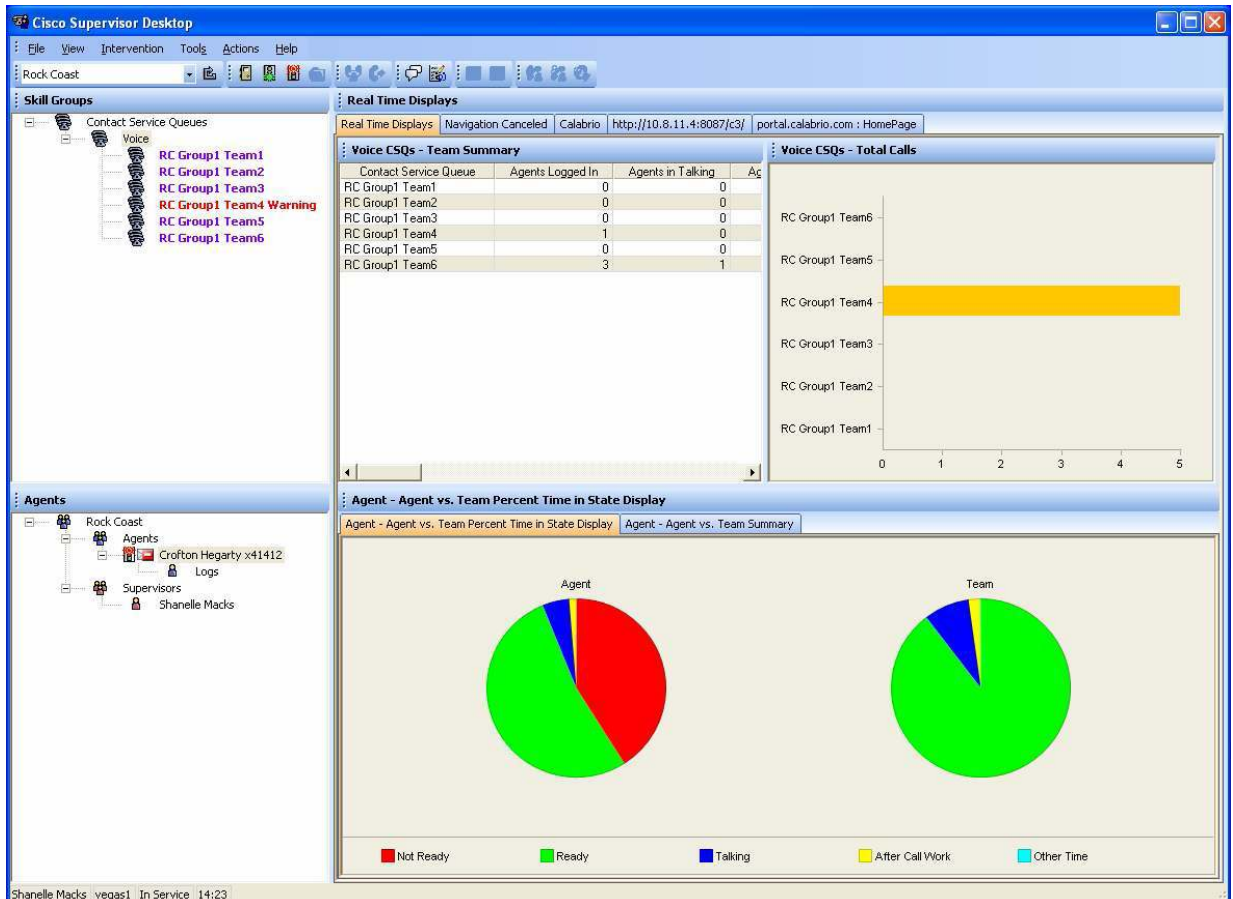 Cisco Supervisor Desktop
File View Intervention Tools Actions Help
Rock Coast
Skill Groups
Contact Service Queues
Voice
RC Group1 Team1
RC Group1 Team2
RC Group1 Team3
RC Group1 Team4 Warning
RC Group1 Team5
RC Group1 Team6
Real Time Displays
Real Time Displays Navigation Canceled Calabrio http://10.8.11.4:8087/c3/ portal.calabrio.com : HomePage
Voice CSQs - Team Summary
Contact Service Queue Agents Logged In Agents in Talking Ag
RC Group1 Team1 0 0
RC Group1 Team2 0 0
RC Group1 Team3 0 0
RC Group1 Team4 1 0
RC Group1 Team5 0 0
RC Group1 Team6 3 1
Voice CSQs - Total Calls
RC Group1 Team6
RC Group1 Team5
RC Group1 Team4
RC Group1 Team3
RC Group1 Team2
RC Group1 Team1
0 1 2 3 4 5
Agents
Rock Coast
Agents
Crofton Hegarty x41412
Logs
Supervisors
Shanelle Macks
Agent - Agent vs. Team Percent Time in State Display
Agent - Agent vs. Team Percent Time in State Display Agent - Agent vs. Team Summary
Agent Team
Not Ready Ready Talking After Call Work Other Time
Shanelle Macks vegas1 In Service 14:23